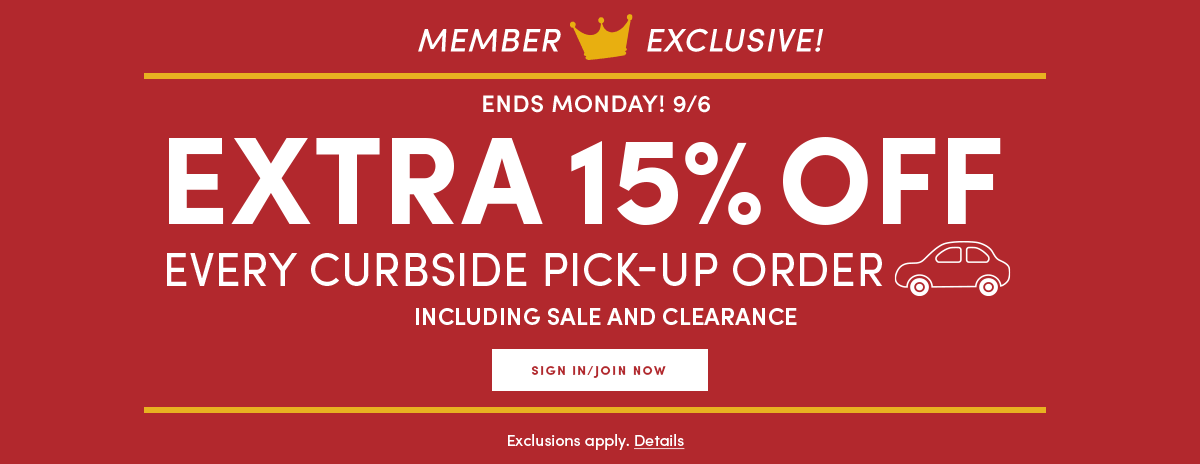 MEMBER EXCLUSIVE!
ENDS MONDAY! 9/6
EXTRA 15% OFF
EVERY CURBSIDE PICK-UP ORDER
INCLUDING SALE AND CLEARANCE
SIGN IN/JOIN NOW
Exclusions apply. Details